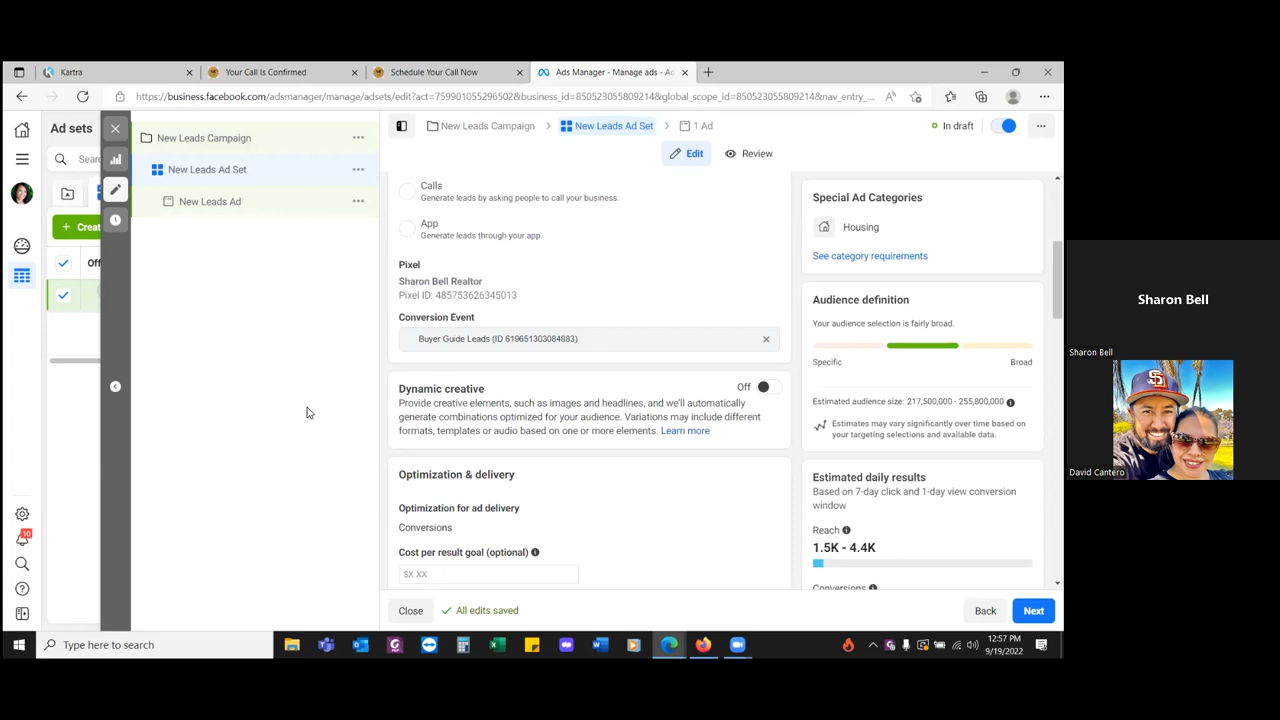 Kartra
Your Call Is Confirmed
Schedule Your Call Now
Ads Manager - Manage ads - Ac
https://business.facebook.com/adsmanager/manage/adsets/edit?act=759901055296502&business_id=850523055809214&global_scope_id=850523055809214&nav_entry_...
Ad sets
New Leads Campaign
New Leads Ad Set
1 Ad
In draft
Edit
Review
Sear
Creat
Off
New Leads Campaign
New Leads Ad Set
New Leads Ad
Calls
Generate leads by asking people to call your business.
App
Generate leads through your app.
Pixel
Sharon Bell Realtor
Pixel ID: 485753626345013
Conversion Event
Buyer Guide Leads (ID 619651303084883)
Dynamic creative
Off
Provide creative elements, such as images and headlines, and we'll automatically
generate combinations optimized for your audience. Variations may include different
formats, templates or audio based on one or more elements. Learn more
Optimization & delivery
Optimization for ad delivery
Conversions
Cost per result goal (optional)
$X.XX
Close
All edits saved
Back
Next
Special Ad Categories
Housing
See category requirements
Audience definition
Your audience selection is fairly broad.
Specific
Broad
Estimated audience size: 217,500,000 - 255,800,000
Estimates may vary significantly over time based on
your targeting selections and available data.
Estimated daily results
Based on 7-day click and 1-day view conversion
window
Reach
1.5K - 4.4K
Conversions
10
Type here to search
12:57 PM
9/19/2022
Sharon Bell
Sharon Bell
David Cantero